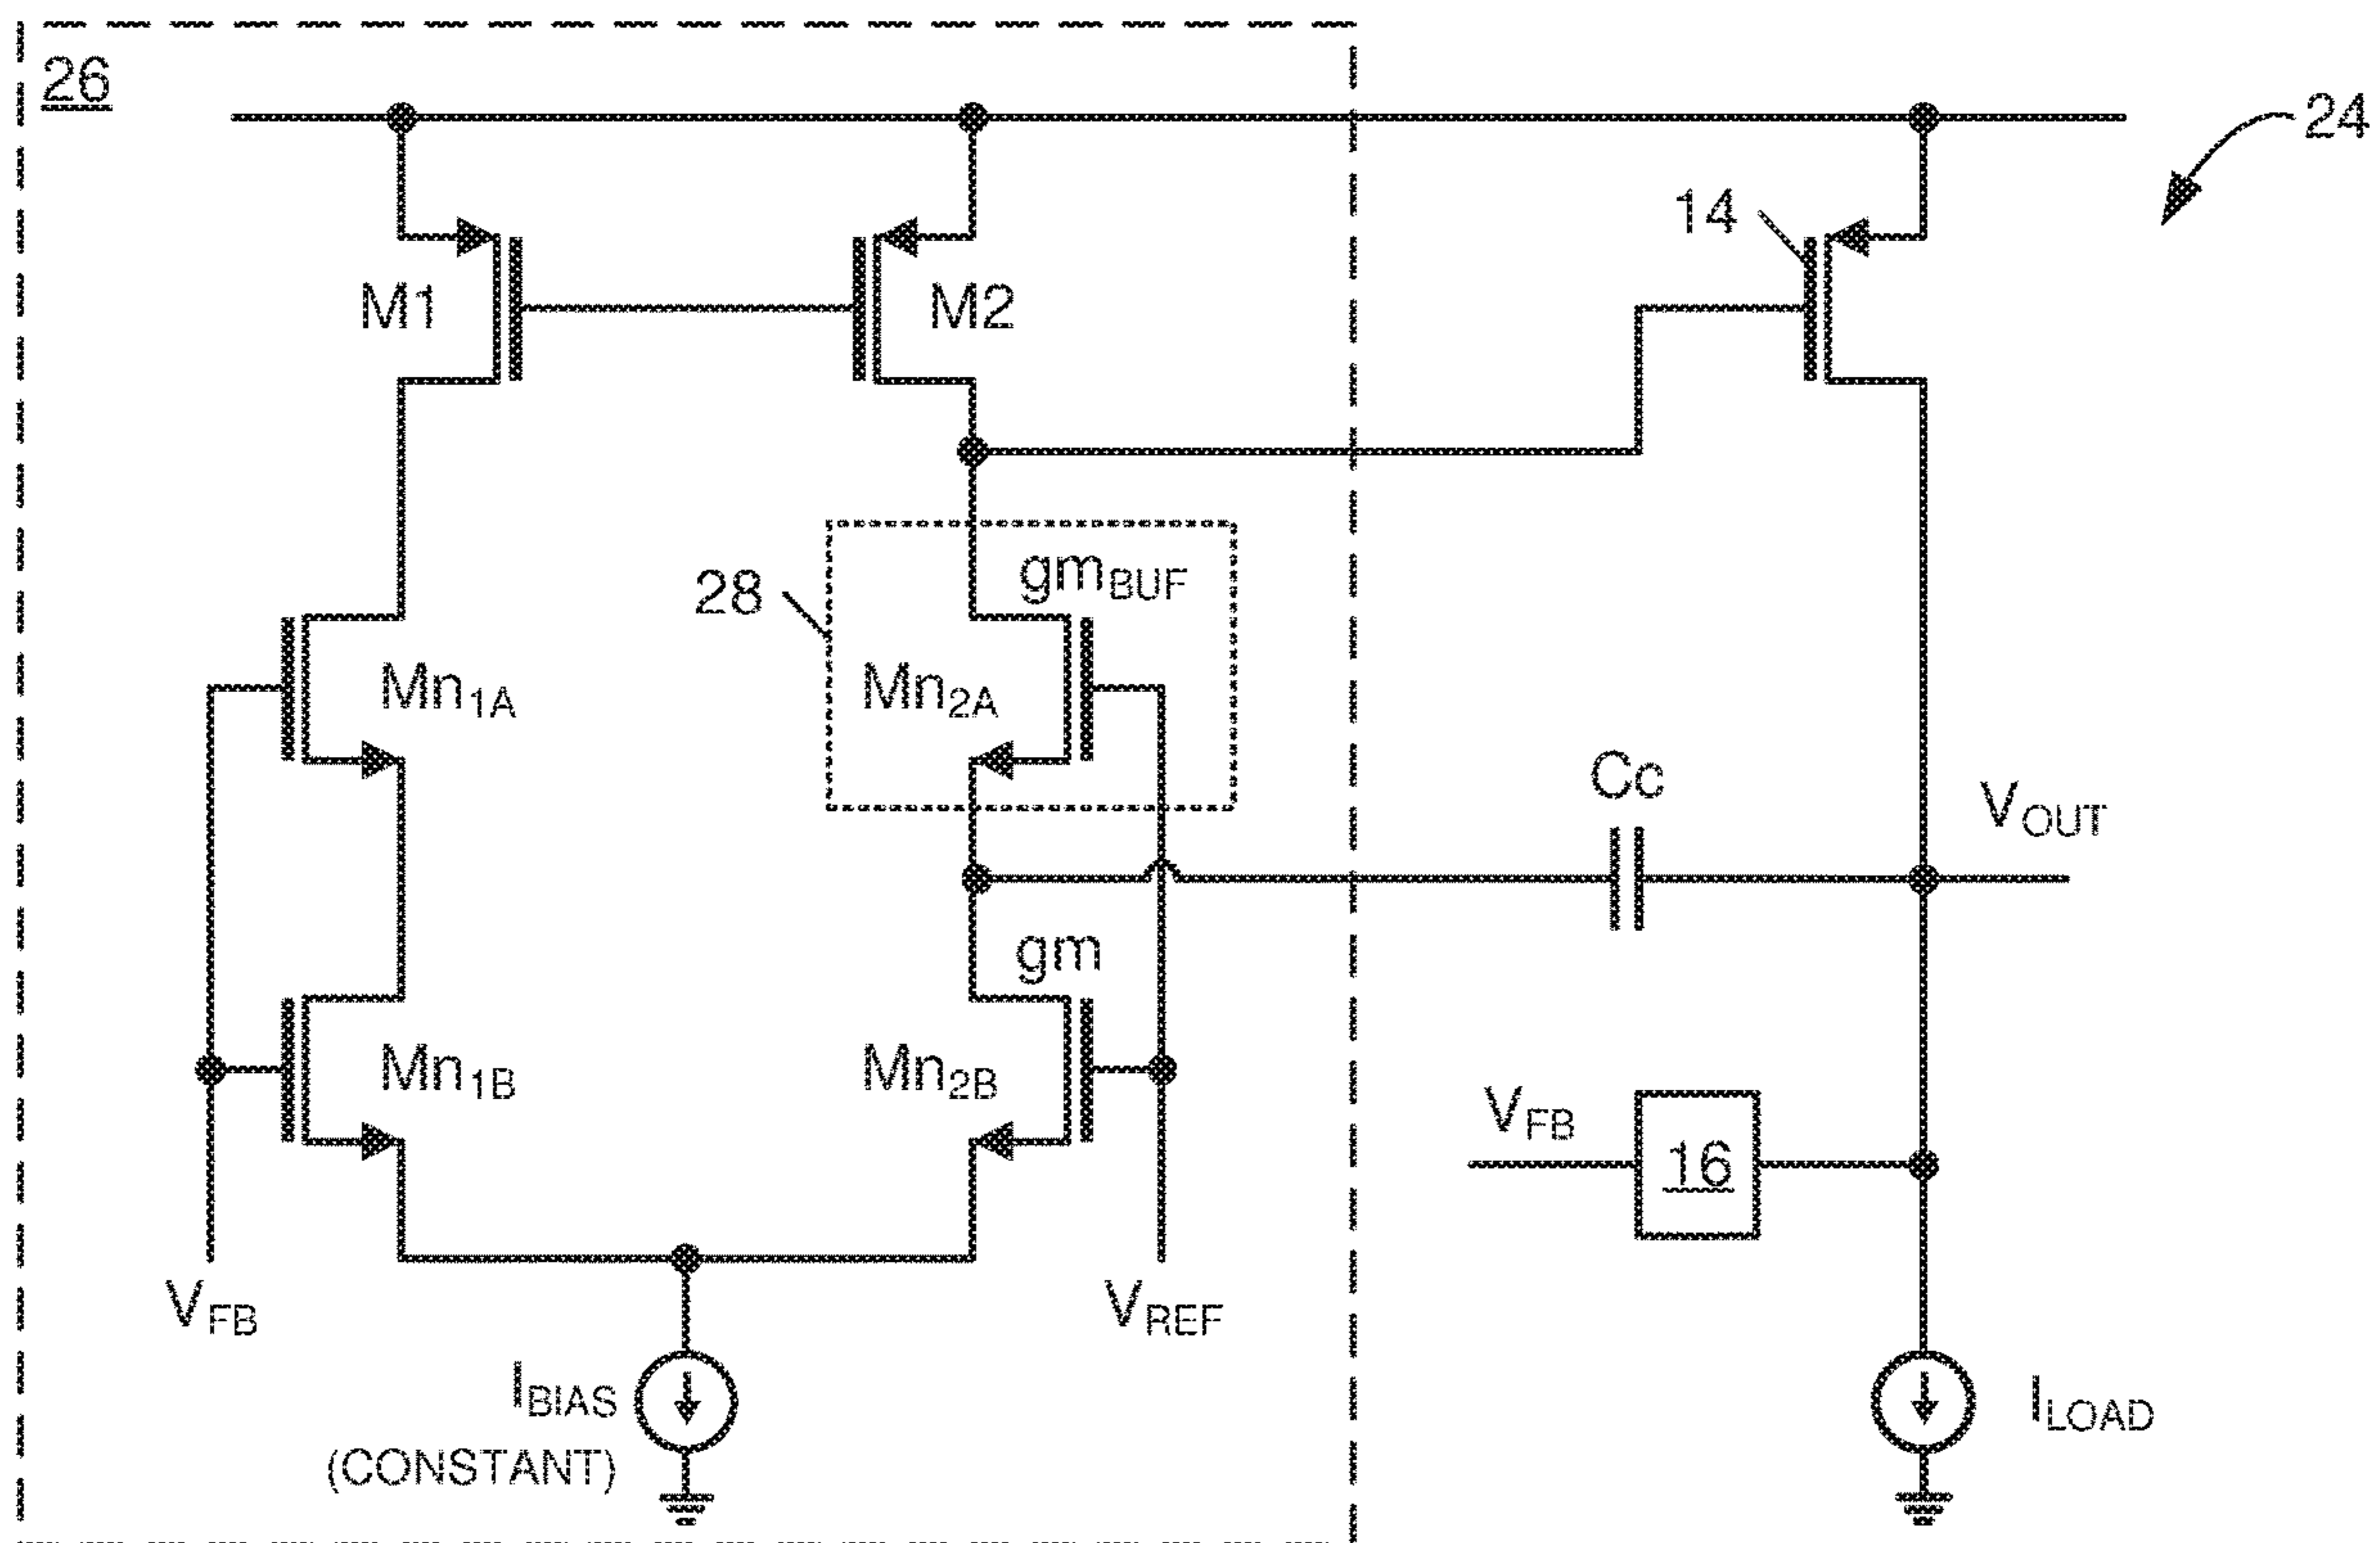 26
24
14
M1
M2
28
gmBUF
Mn1A
Mn2A
Cc
VOUT
gm
Mn1B
Mn2B
VFB
16
VFB
VREF
IBIAS
(CONSTANT)
ILOAD